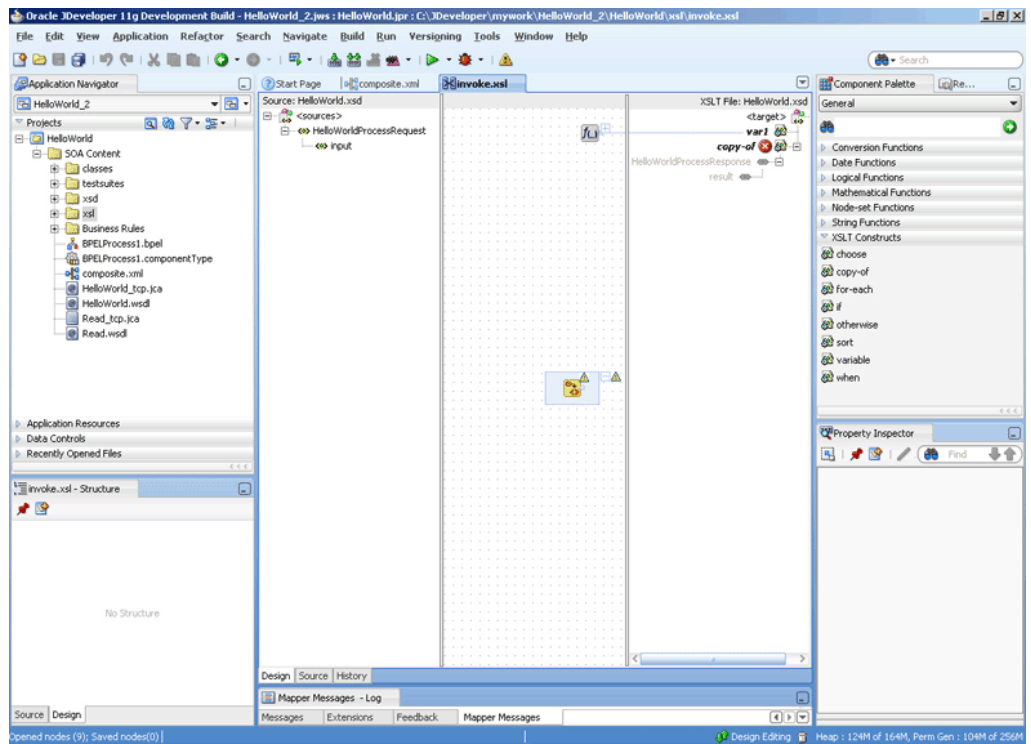 Oracle JDeveloper 11g Development Build - HelloWorld_2.jws : HelloWorld.jpr : C:\JDeveloper\mywork\HelloWorld_2\HelloWorld\xsl\invoke.xsl
File Edit View Application Refactor Search Navigate Build Run Versioning Tools Window Help
Search
Application Navigator
HelloWorld_2
Projects
HelloWorld
SOA Content
classes
testsuites
xsd
xsl
Business Rules
BPELProcess1.bpel
BPELProcess1.componentType
composite.xml
HelloWorld_tcp.jca
HelloWorld.wsdl
Read_tcp.jca
Read.wsdl
Application Resources
Data Controls
Recently Opened Files
invoke.xsl - Structure
No Structure
Source Design
Start Page composite.xml invoke.xsl
Source: HelloWorld.xsd
<sources>
HelloWorldProcessRequest
input
XSLT File: HelloWorld.xsd
<target>
var1
copy-of
HelloWorldProcessResponse
result
Design Source History
Mapper Messages - Log
Messages Extensions Feedback Mapper Messages
Component Palette Re...
General
Conversion Functions
Date Functions
Logical Functions
Mathematical Functions
Node-set Functions
String Functions
XSLT Constructs
choose
copy-of
for-each
if
otherwise
sort
variable
when
Property Inspector
Find
Opened nodes (9); Saved nodes(0)
Design Editing
Heap : 124M of 164M, Perm Gen : 104M of 256M